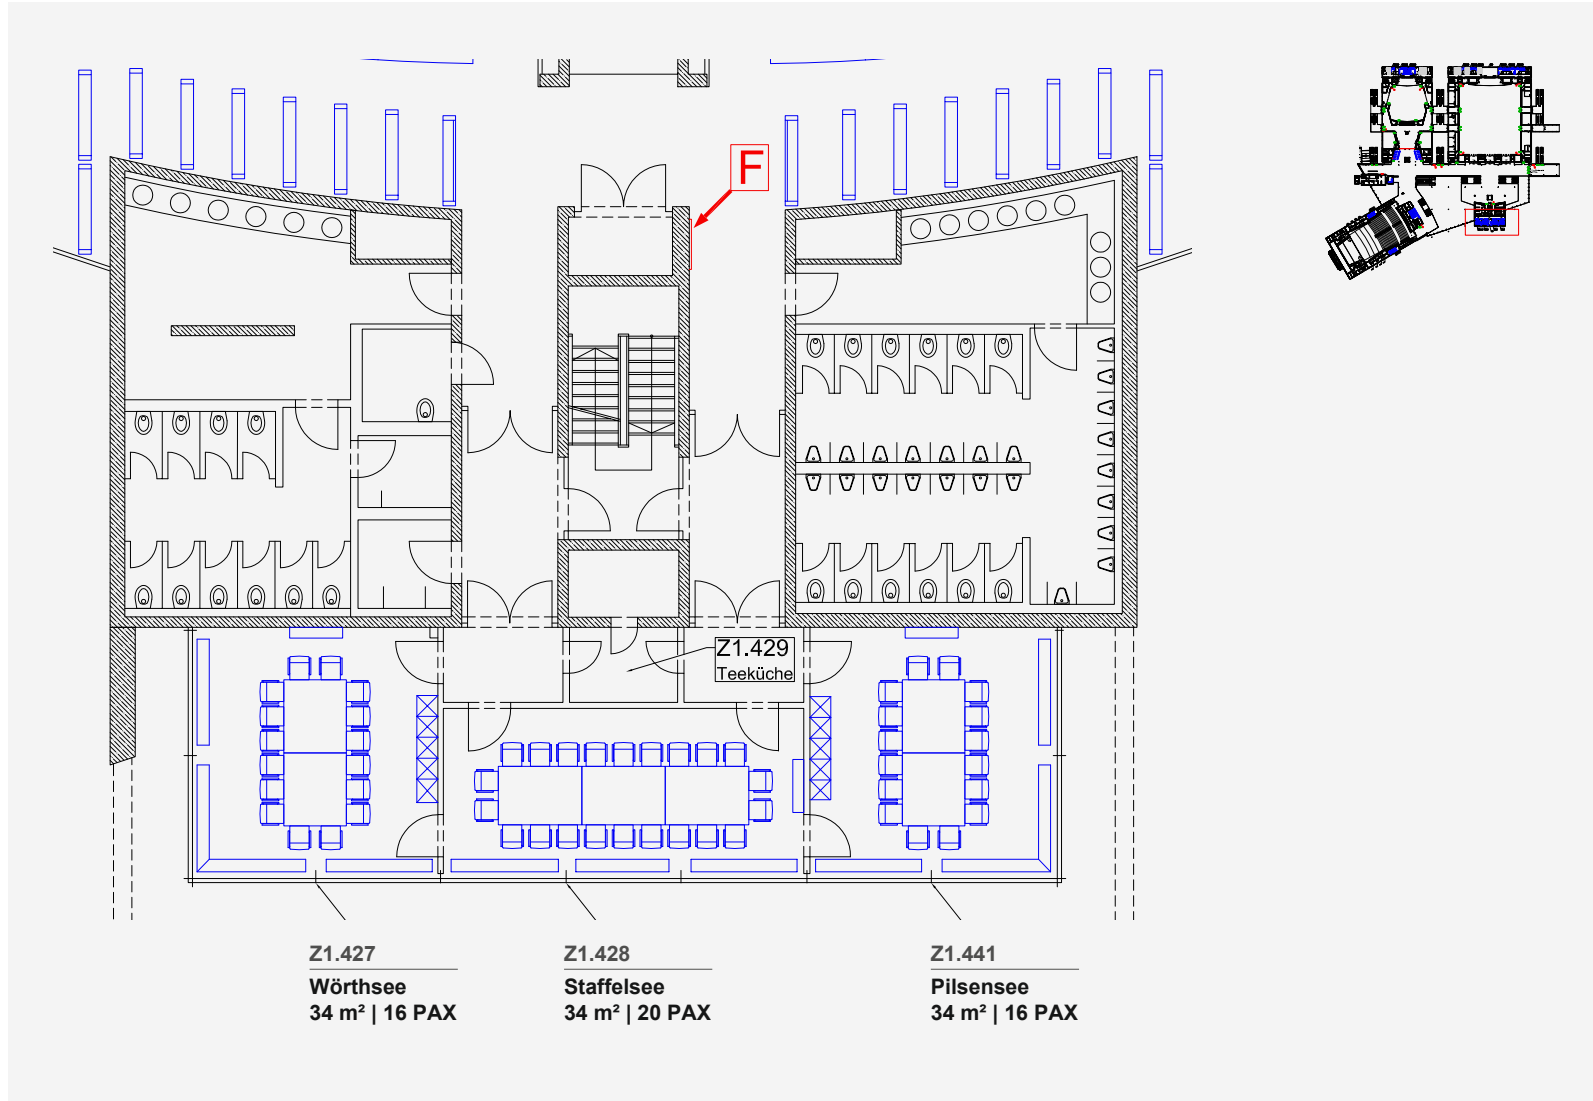 F
Z1.429
Teeküche
Z1.427
Wörthsee
34 m² | 16 PAX
Z1.428
Staffelsee
34 m² | 20 PAX
Z1.441
Pilsensee
34 m² | 16 PAX